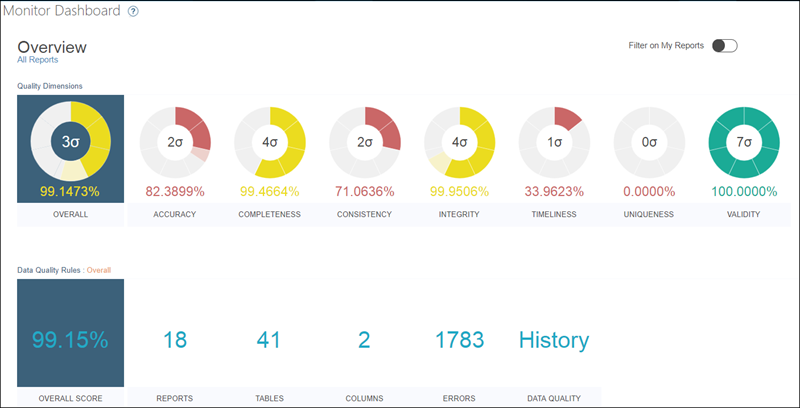 Monitor Dashboard ?
Overview
All Reports
Filter on My Reports
Quality Dimensions
3σ 2σ 4σ 2σ 4σ 1σ 0σ 7σ
99.1473% 82.3899% 99.4664% 71.0636% 99.9506% 33.9623% 0.0000% 100.0000%
OVERALL ACCURACY COMPLETENESS CONSISTENCY INTEGRITY TIMELINESS UNIQUENESS VALIDITY
Data Quality Rules : Overall
99.15% 18 41 2 1783 History
OVERALL SCORE REPORTS TABLES COLUMNS ERRORS DATA QUALITY